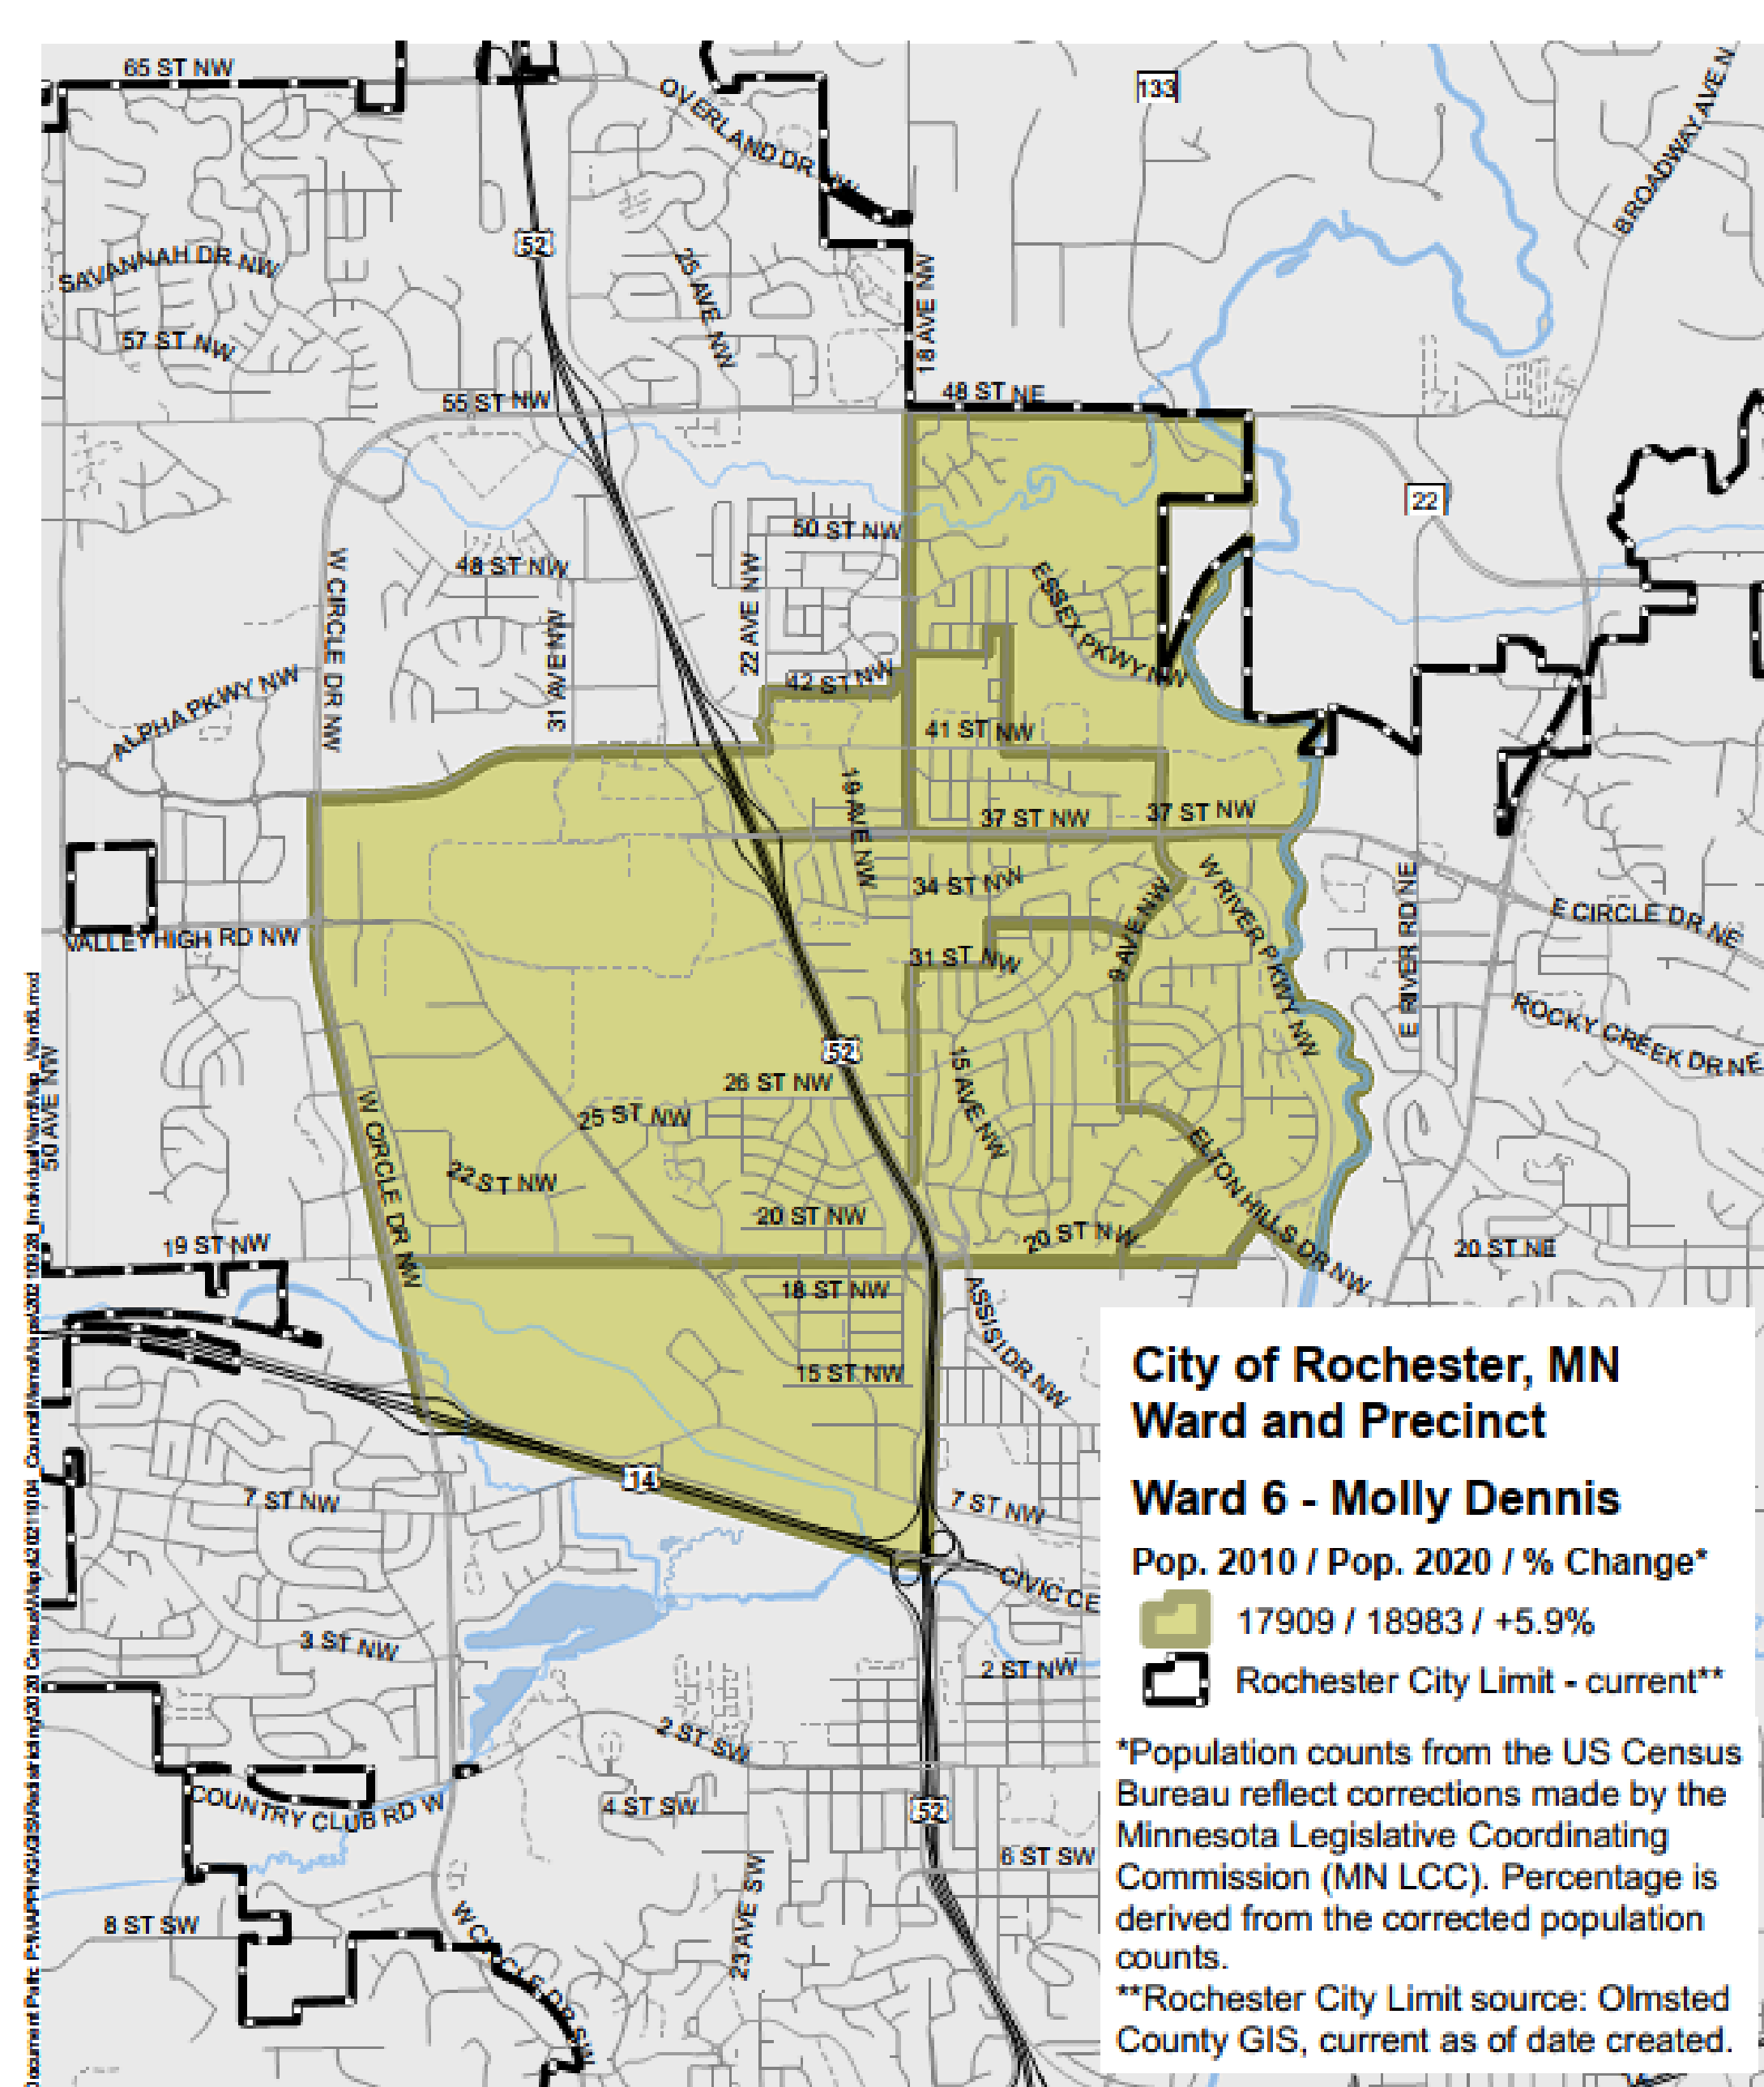 65 ST NW
133
OVERLAND DR NW
BROADWAY AVE N
52
SAVANNAH DR NW
25 AVE NW
18 AVE NW
57 ST NW
55 ST NW
48 ST NE
22
50 ST NW
48 ST NW
W CIRCLE DR NW
31 AVE NW
22 AVE NW
ESSEX PKWY NW
42 ST NW
ALPHA PKWY NW
41 ST NW
19 AVE NW
37 ST NW
37 ST NW
34 ST NW
9 AVE NW
W RIVER PKWY NW
E RIVER RD NE
E CIRCLE DR NE
VALLEYHIGH RD NW
31 ST NW
ROCKY CREEK DR NE
52
50 AVE NW
26 ST NW
15 AVE NW
25 ST NW
W CIRCLE DR NW
22 ST NW
ELTON HILLS DR NW
20 ST NW
20 ST NW
19 ST NW
20 ST NE
18 ST NW
ASSISI DR NW
15 ST NW
14
7 ST NW
7 ST NW
CIVIC CE
3 ST NW
2 ST NW
2 ST SW
COUNTRY CLUB RD W
4 ST SW
52
6 ST SW
23 AVE SW
8 ST SW
W CIRCLE DR SW
City of Rochester, MN
Ward and Precinct
Ward 6 - Molly Dennis
Pop. 2010 / Pop. 2020 / % Change*
17909 / 18983 / +5.9%
Rochester City Limit - current**
*Population counts from the US Census
Bureau reflect corrections made by the
Minnesota Legislative Coordinating
Commission (MN LCC). Percentage is
derived from the corrected population
counts.
**Rochester City Limit source: Olmsted
County GIS, current as of date created.